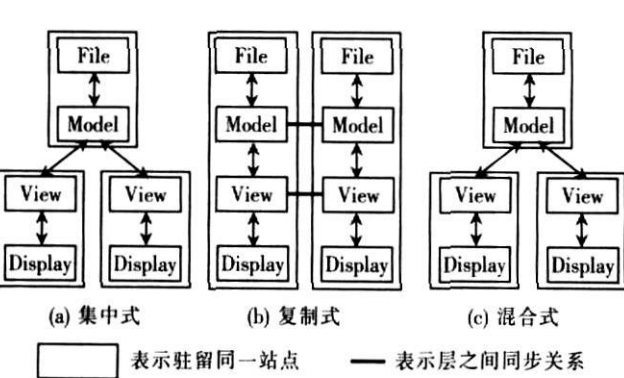 File File File File
Model Model Model Model
View View View View View View
Display Display Display Display Display Display
(a) 集中式 (b) 复制式 (c) 混合式
表示驻留同一站点 表示层之间同步关系